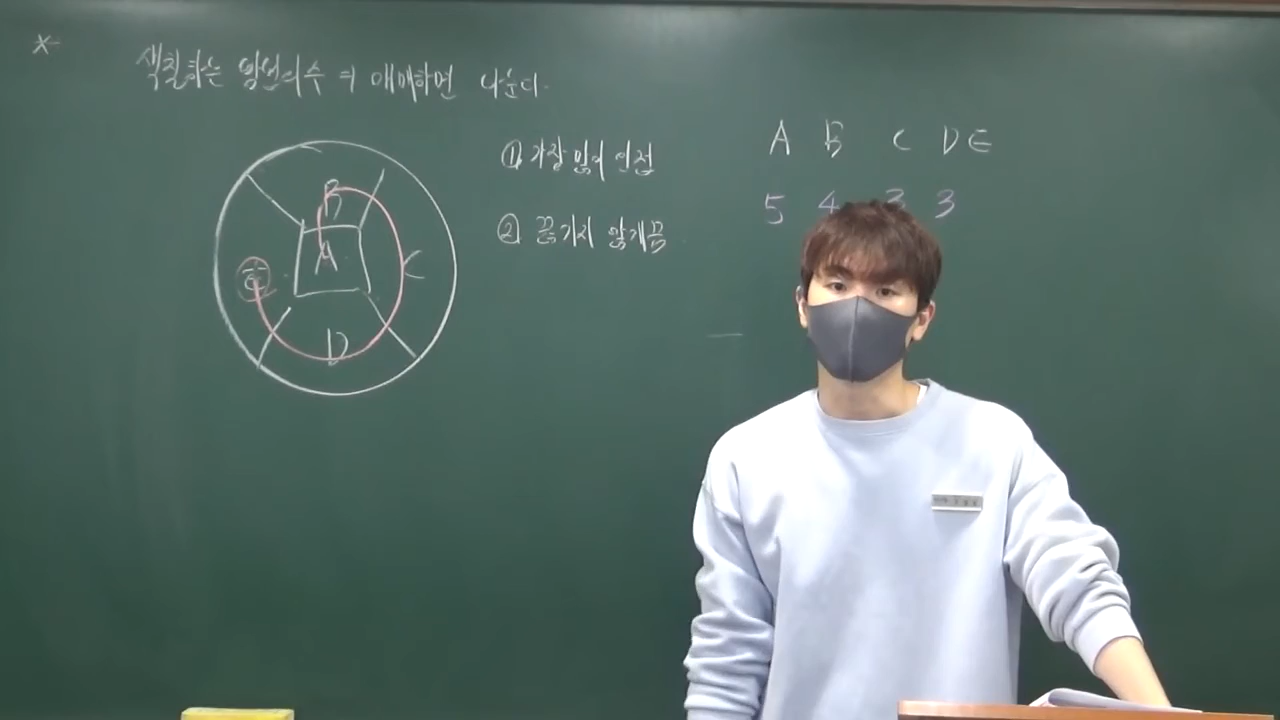 색칠하는 방법의수 → 애매하면 나눈다.
① 가장 많이 인접
② 끊기지 않게끔
A B C D E
5 4 3 3
B
A
C
E
D